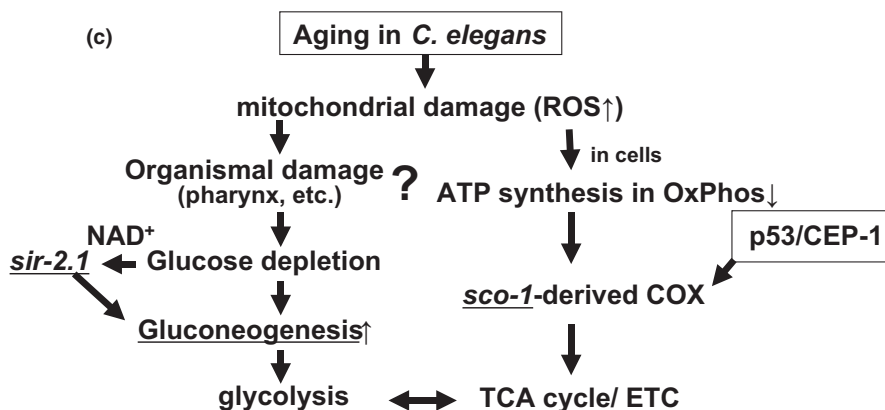 (c)
Aging in C. elegans
mitochondrial damage (ROS↑)
in cells
Organismal damage
(pharynx, etc.)
?
ATP synthesis in OxPhos↓
p53/CEP-1
NAD⁺
sir-2.1
Glucose depletion
sco-1-derived COX
Gluconeogenesis↑
glycolysis
TCA cycle/ ETC